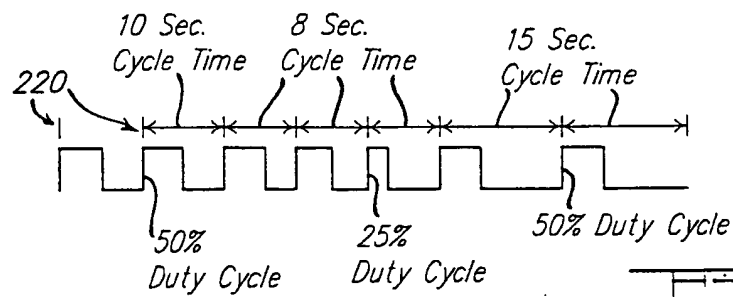 10 Sec.
Cycle Time
8 Sec.
Cycle Time
15 Sec.
Cycle Time
220
50%
Duty Cycle
25%
Duty Cycle
50% Duty Cycle